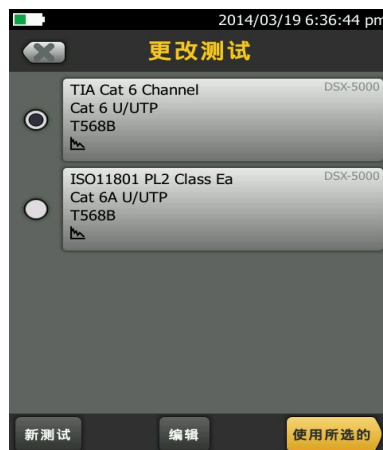 2014/03/19 6:36:44 pm
更改测试
TIA Cat 6 Channel
DSX-5000
Cat 6 U/UTP
T568B
ISO11801 PL2 Class Ea
DSX-5000
Cat 6A U/UTP
T568B
新测试
编辑
使用所选的